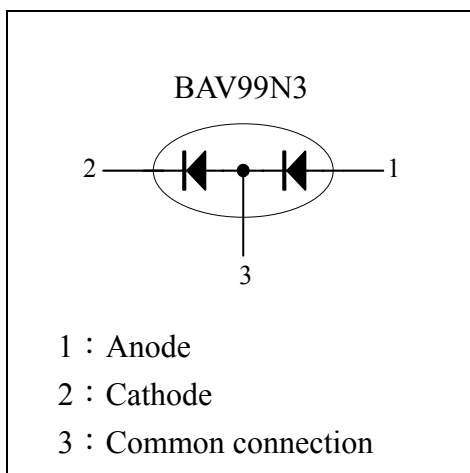 BAV99N3
2 1
3
1：Anode
2：Cathode
3：Common connection